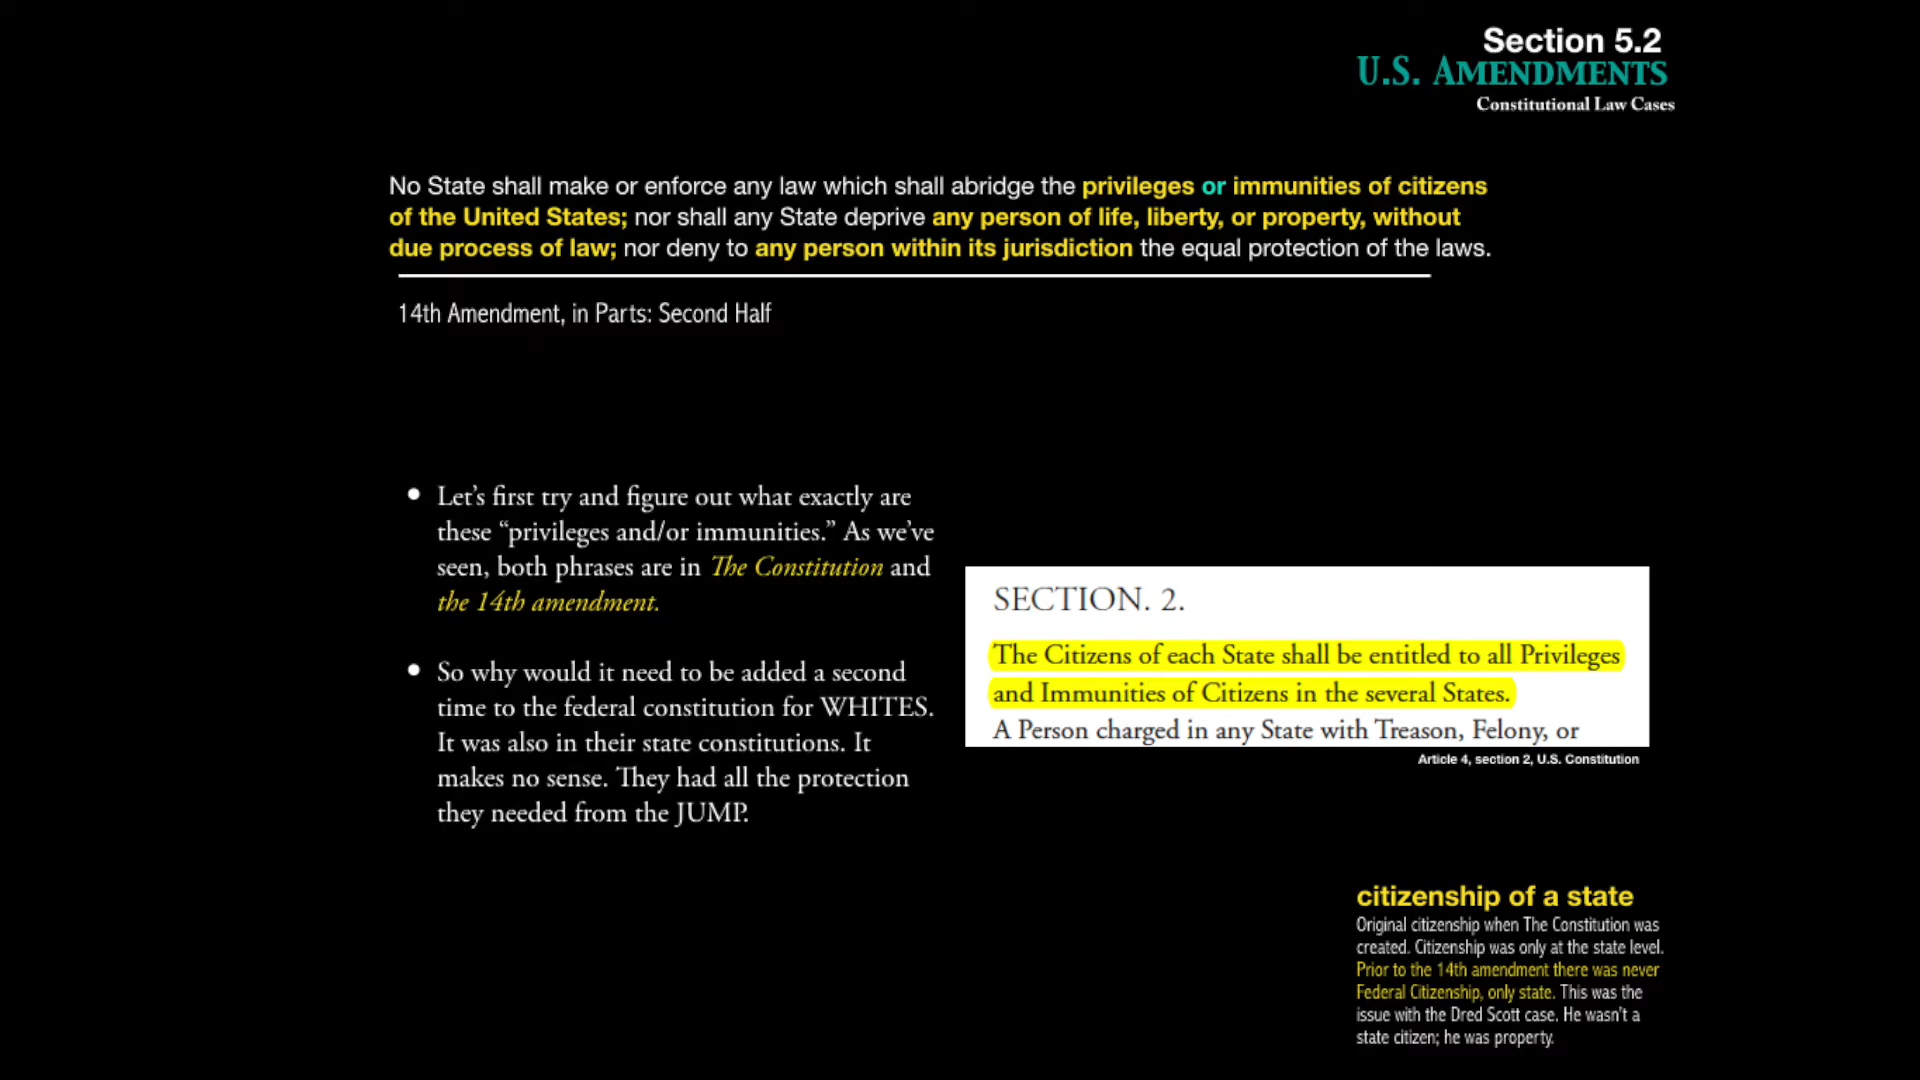 Section 5.2
U.S. AMENDMENTS
Constitutional Law Cases
No State shall make or enforce any law which shall abridge the privileges or immunities of citizens
of the United States; nor shall any State deprive any person of life, liberty, or property, without
due process of law; nor deny to any person within its jurisdiction the equal protection of the laws.
14th Amendment, in Parts: Second Half
• Let’s first try and figure out what exactly are
these “privileges and/or immunities.” As we’ve
seen, both phrases are in The Constitution and
the 14th amendment.
• So why would it need to be added a second
time to the federal constitution for WHITES.
It was also in their state constitutions. It
makes no sense. They had all the protection
they needed from the JUMP.
SECTION. 2.
The Citizens of each State shall be entitled to all Privileges
and Immunities of Citizens in the several States.
A Person charged in any State with Treason, Felony, or
Article 4, section 2, U.S. Constitution
citizenship of a state
Original citizenship when The Constitution was
created. Citizenship was only at the state level.
Prior to the 14th amendment there was never
Federal Citizenship, only state. This was the
issue with the Dred Scott case. He wasn't a
state citizen; he was property.